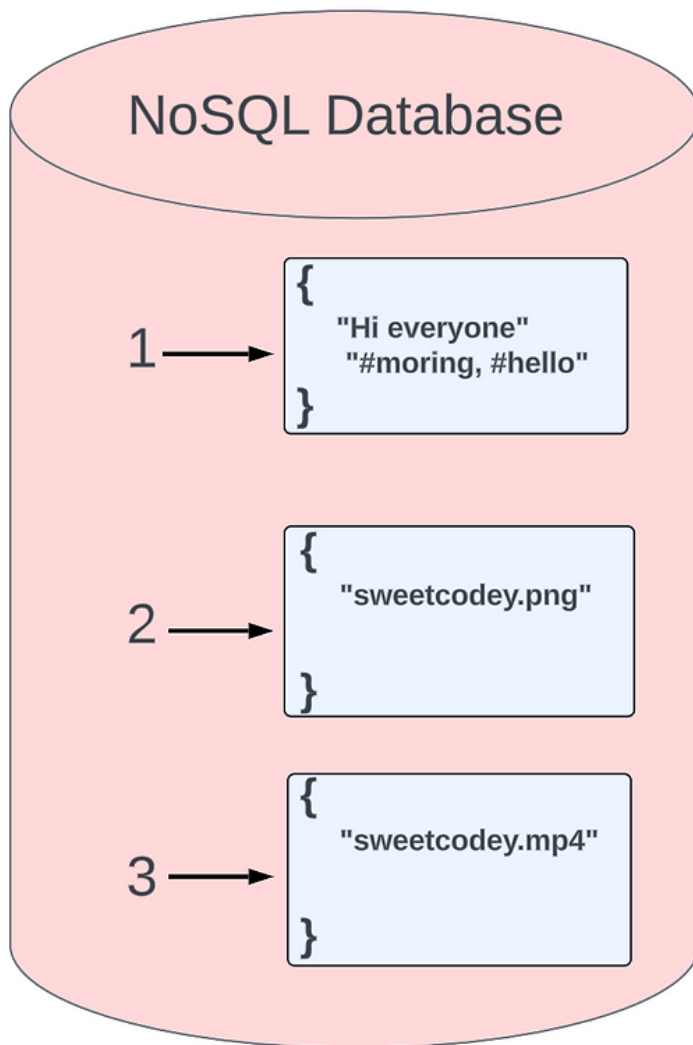 NoSQL Database
{
"Hi everyone"
1
"#moring, #hello"
}
{
"sweetcodey.png"
2
}
{
"sweetcodey.mp4"
3
}